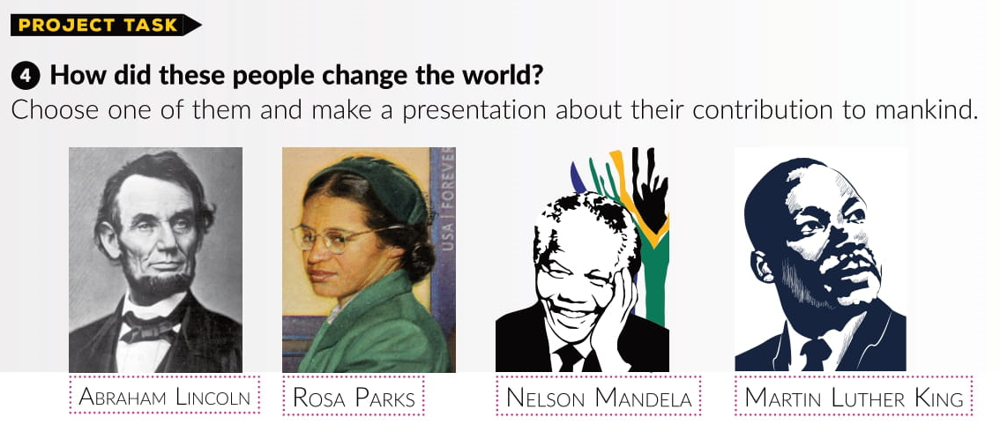 PROJECT TASK
4 How did these people change the world?
Choose one of them and make a presentation about their contribution to mankind.
USA | FOREVER
ABRAHAM LINCOLN
ROSA PARKS
NELSON MANDELA
MARTIN LUTHER KING